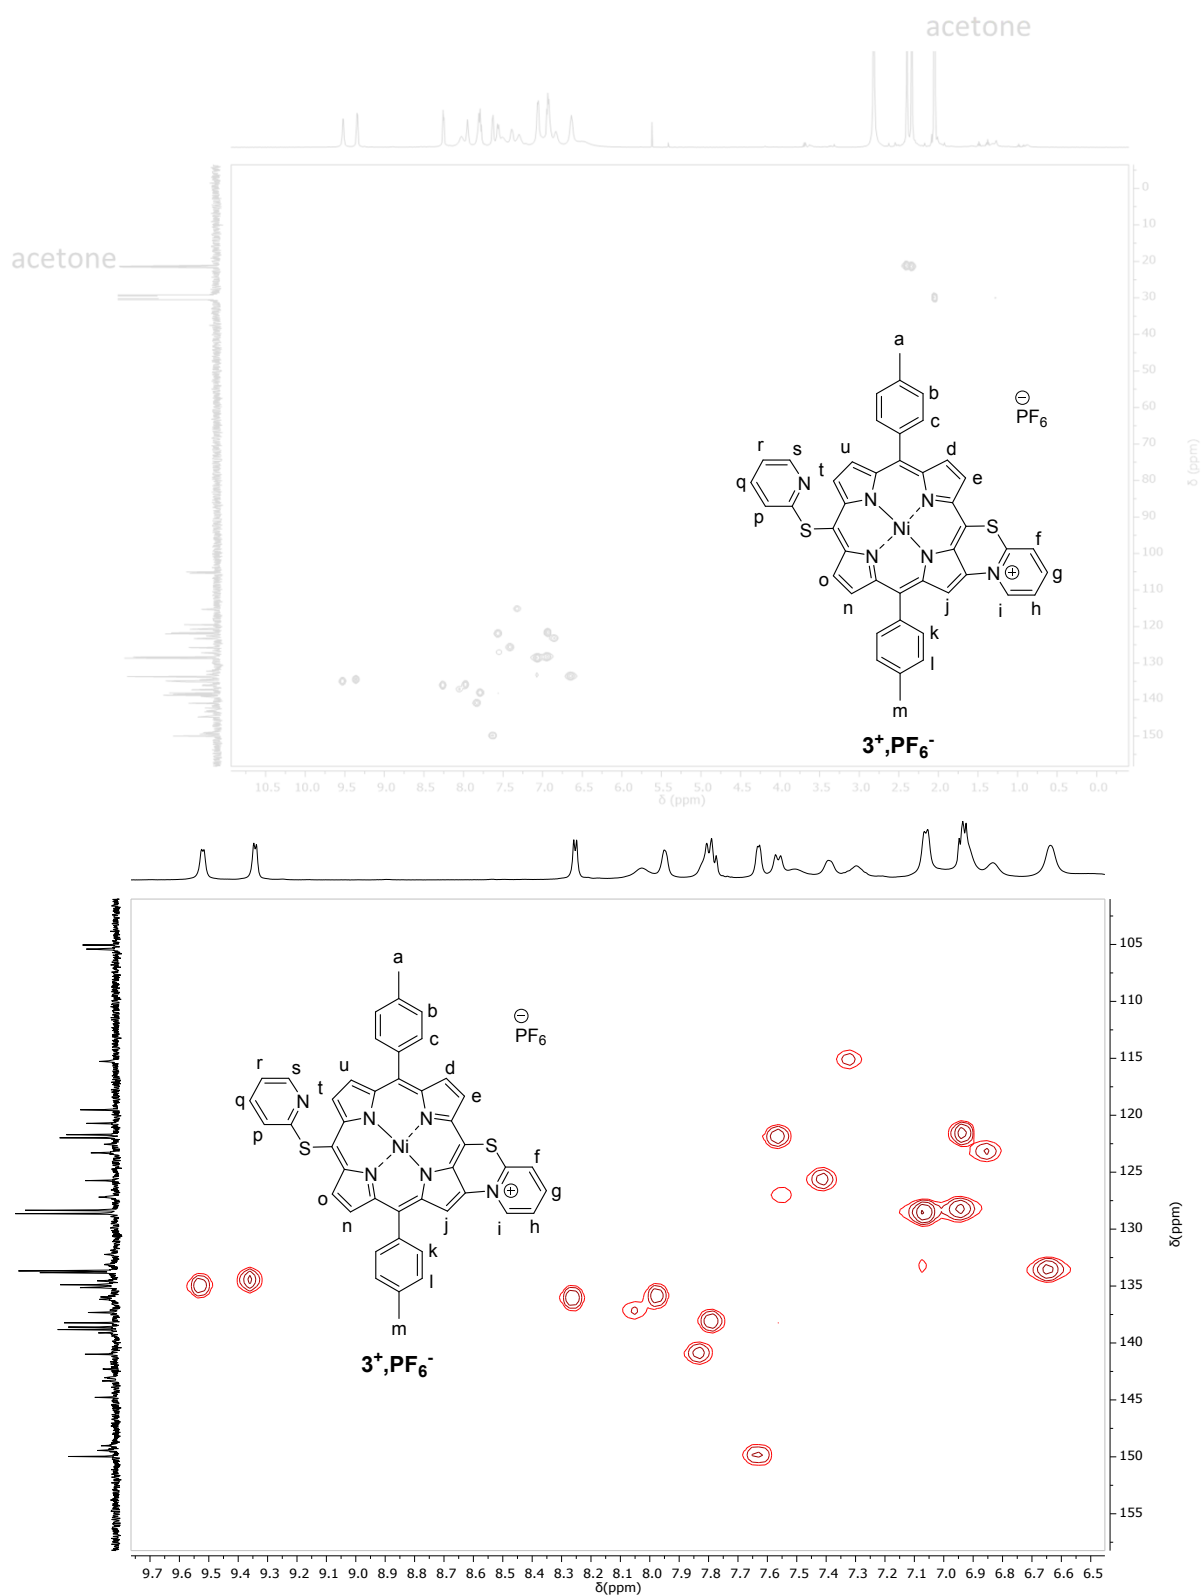 acetone
acetone
0
10
20
30
40
50
60
70
80
90
100
110
120
130
140
150
δ (ppm)
a
b
c
⊖
PF6
r
s
u
d
t
e
q
N
N
N
p
S
Ni
S
f
N
N
N
+
g
o
n
j
i
h
k
l
m
3+,PF6-
10.5 10.0 9.5 9.0 8.5 8.0 7.5 7.0 6.5 6.0 5.5 5.0 4.5 4.0 3.5 3.0 2.5 2.0 1.5 1.0 0.5 0.0
δ (ppm)
a
b
c
⊖
PF6
r
s
u
d
t
e
q
N
N
N
p
S
Ni
S
f
N
N
N
+
g
o
n
j
i
h
k
l
m
3+,PF6-
105
110
115
120
125
130
135
140
145
150
155
δ(ppm)
9.7 9.6 9.5 9.4 9.3 9.2 9.1 9.0 8.9 8.8 8.7 8.6 8.5 8.4 8.3 8.2 8.1 8.0 7.9 7.8 7.7 7.6 7.5 7.4 7.3 7.2 7.1 7.0 6.9 6.8 6.7 6.6 6.5
δ(ppm)